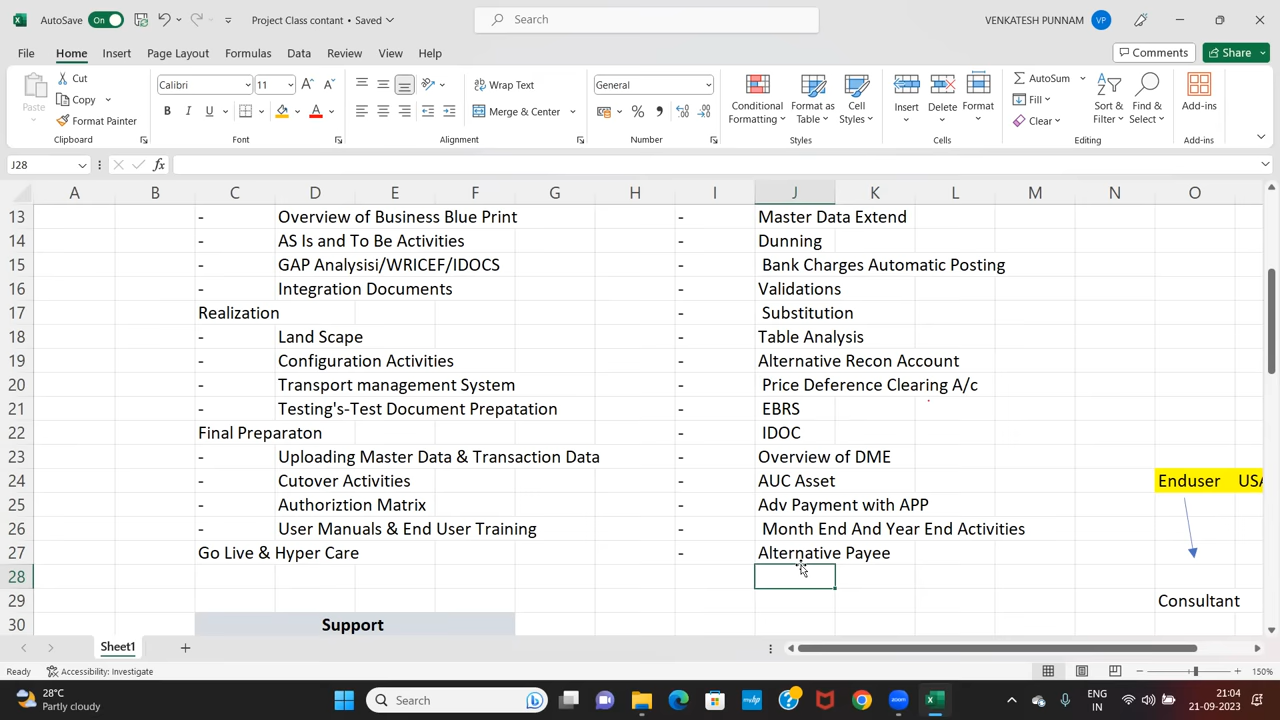 AutoSave On Project Class contant • Saved Search VENKATESH PUNNAM VP
File Home Insert Page Layout Formulas Data Review View Help Comments Share
Paste Cut Copy Format Painter Clipboard
Calibri 11 B I U Font
Wrap Text Merge & Center Alignment
General Number
Conditional Formatting Format as Table Cell Styles Styles
Insert Delete Format Cells
AutoSum Fill Clear Sort & Filter Find & Select Editing
Add-ins Add-ins
J28 fx
A B C D E F G H I J K L M N O
13 - Overview of Business Blue Print - Master Data Extend
14 - AS Is and To Be Activities - Dunning
15 - GAP Analysisi/WRICEF/IDOCS - Bank Charges Automatic Posting
16 - Integration Documents - Validations
17 Realization - Substitution
18 - Land Scape - Table Analysis
19 - Configuration Activities - Alternative Recon Account
20 - Transport management System - Price Deference Clearing A/c
21 - Testing's-Test Document Prepatation - EBRS
22 Final Preparaton - IDOC
23 - Uploading Master Data & Transaction Data - Overview of DME
24 - Cutover Activities - AUC Asset Enduser USA
25 - Authoriztion Matrix - Adv Payment with APP
26 - User Manuals & End User Training - Month End And Year End Activities
27 Go Live & Hyper Care - Alternative Payee
28
29 Consultant
30 Support
Sheet1
Ready Accessibility: Investigate 150%
28°C Partly cloudy Search ENG IN 21:04 21-09-2023